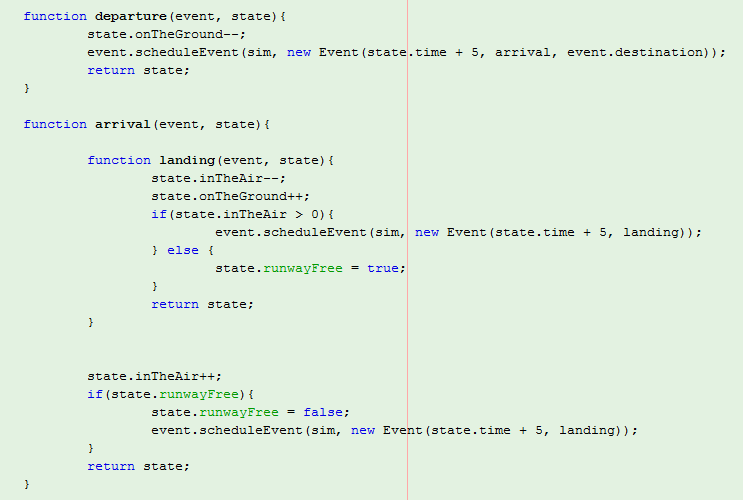 function departure(event, state){
state.onTheGround--;
event.scheduleEvent(sim, new Event(state.time + 5, arrival, event.destination));
return state;
}
function arrival(event, state){
function landing(event, state){
state.inTheAir--;
state.onTheGround++;
if(state.inTheAir > 0){
event.scheduleEvent(sim, new Event(state.time + 5, landing));
} else {
state.runwayFree = true;
}
return state;
}
state.inTheAir++;
if(state.runwayFree){
state.runwayFree = false;
event.scheduleEvent(sim, new Event(state.time + 5, landing));
}
return state;
}